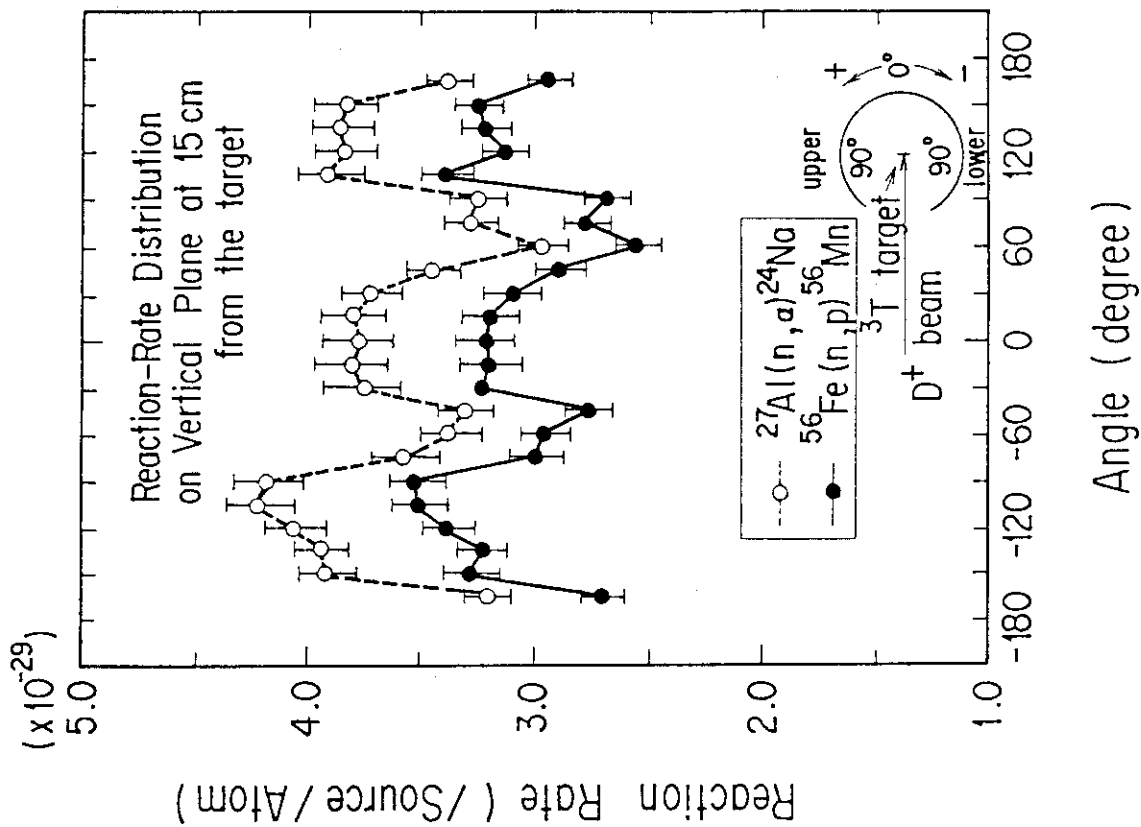 (x10⁻²⁹)
5.0
4.0
3.0
2.0
1.0
Reaction Rate (/Source/Atom)
Reaction-Rate Distribution
on Vertical Plane at 15 cm
from the target
²⁷Al(n,α)²⁴Na
⁵⁶Fe(n,p)⁵⁶Mn
³T target
D⁺ beam
upper
90°
90°
lower
+
0°
−
-180 -120 -60 0 60 120 180
Angle (degree)